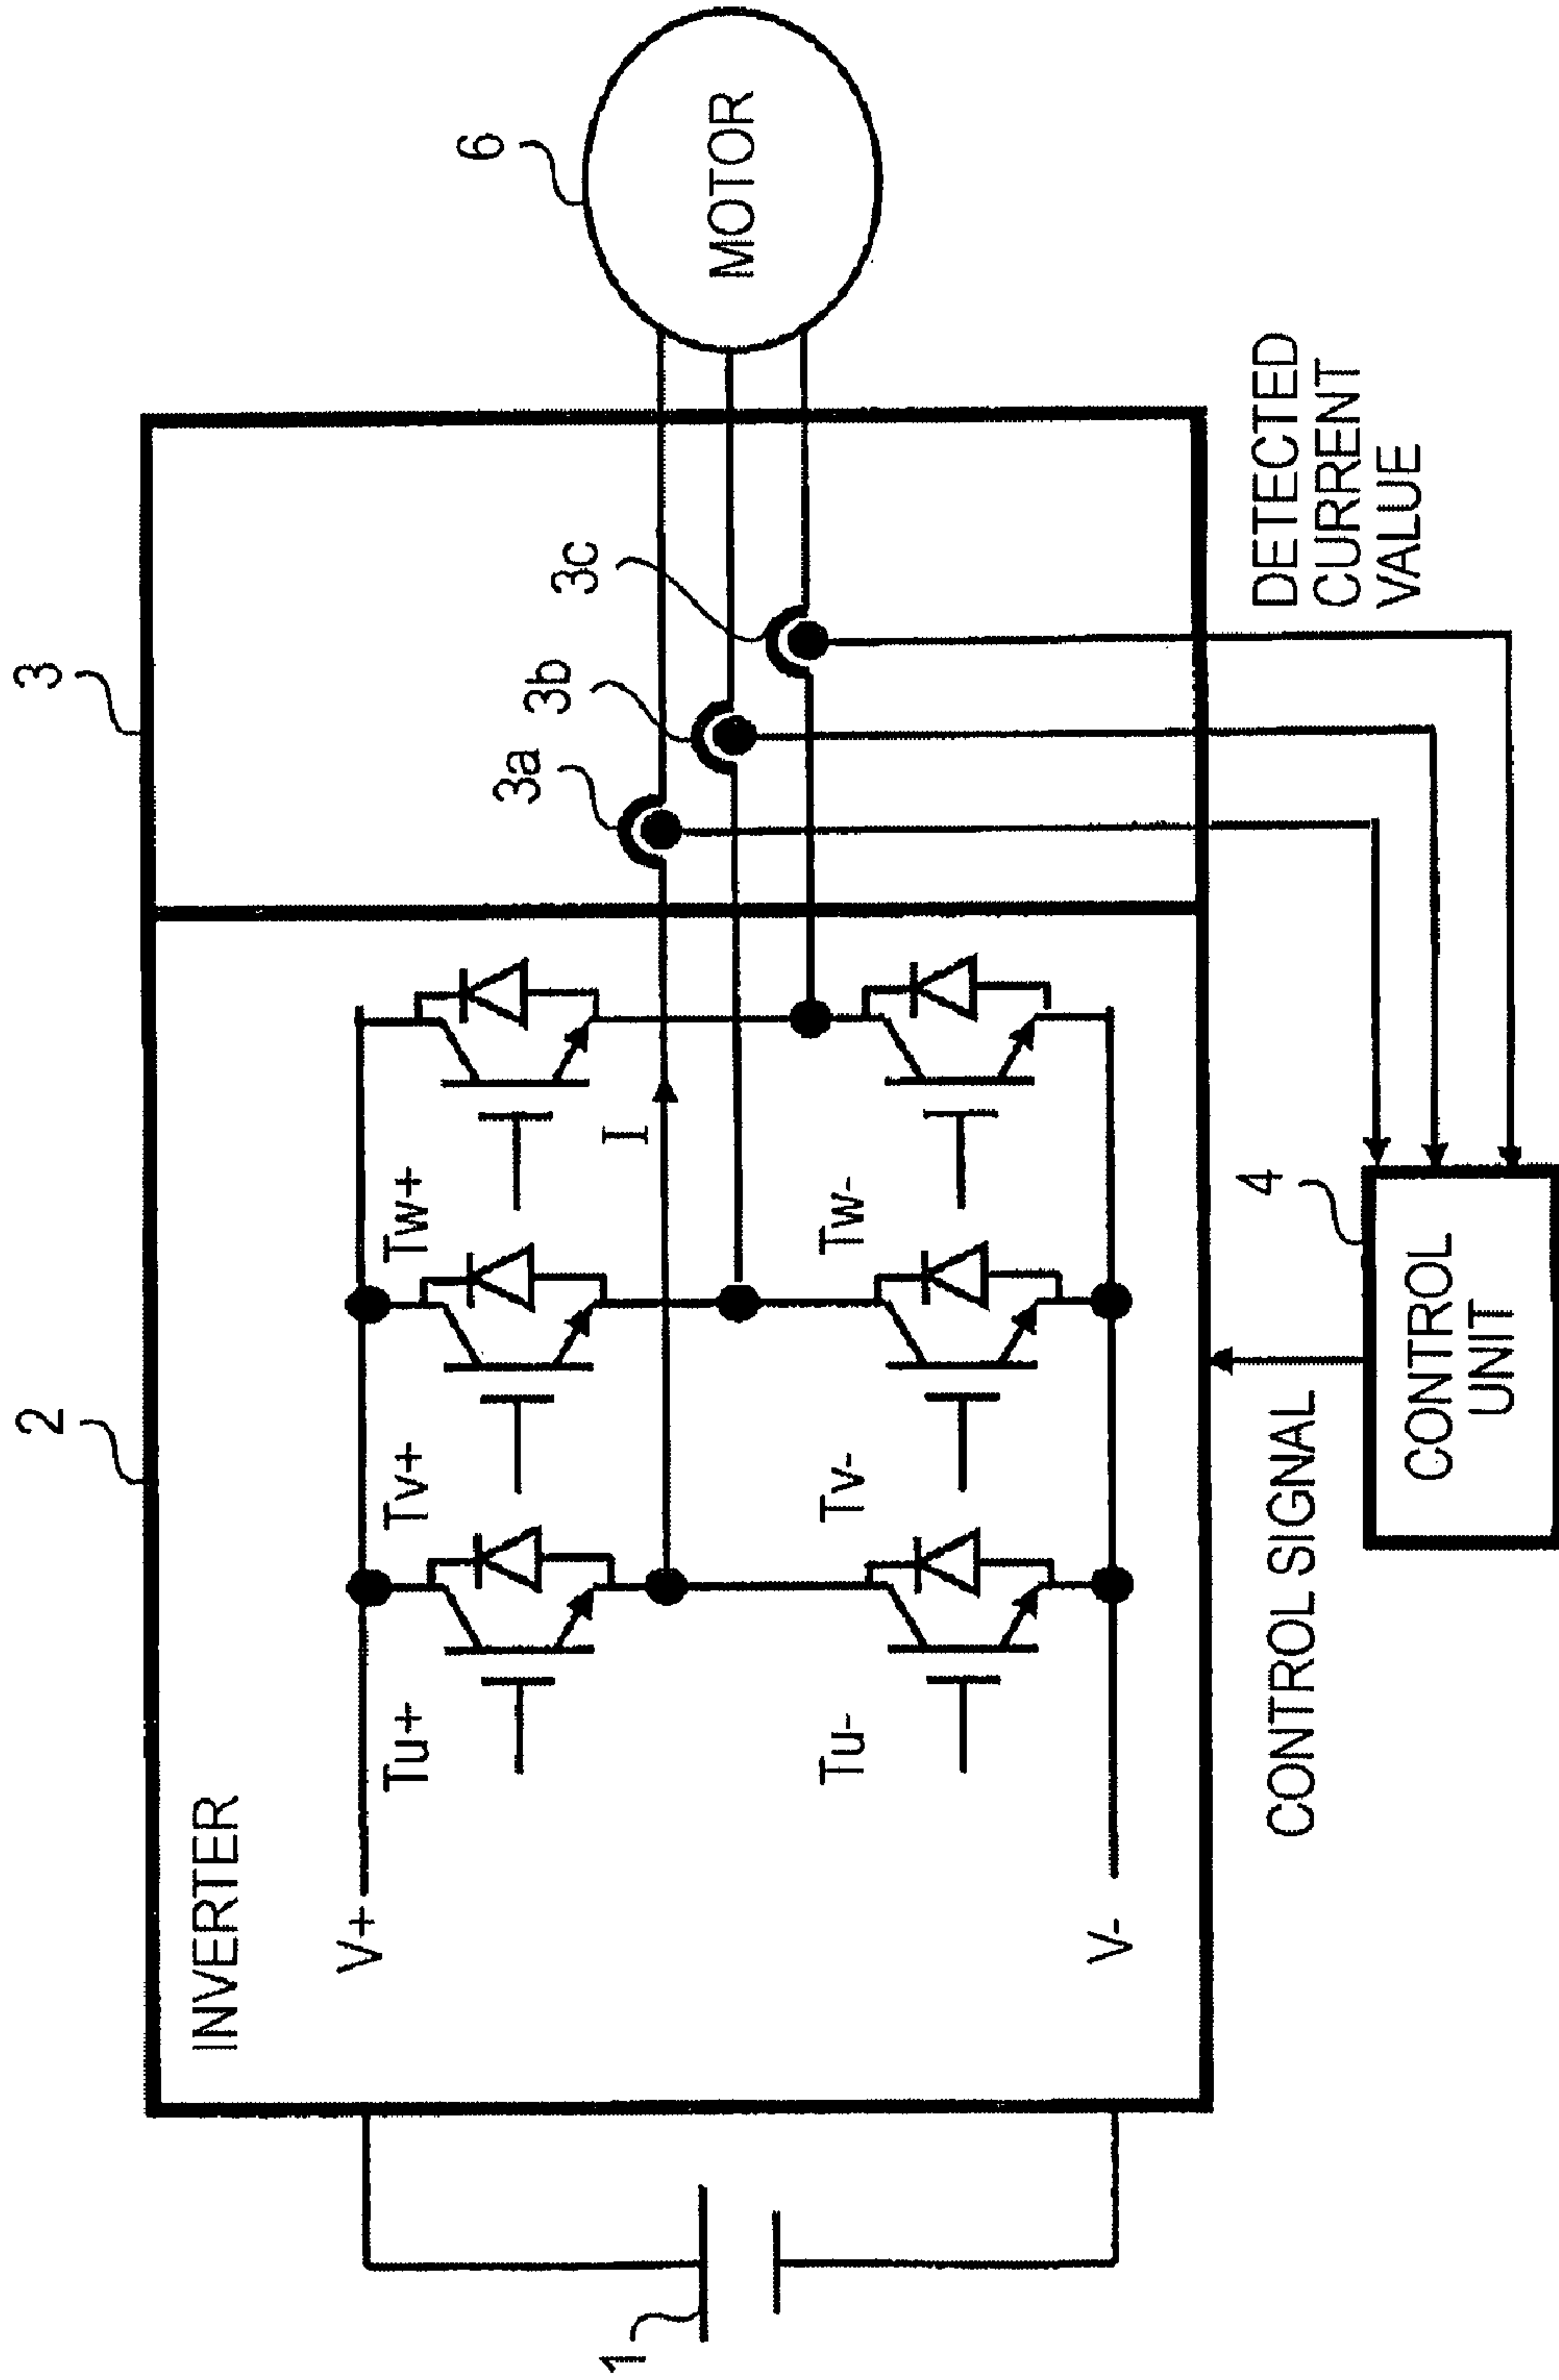 2
3
INVERTER
V+
Tu+
Tv+
Tw+
I
3a
3b
3c
6
MOTOR
1
V-
Tu-
Tv-
Tw-
CONTROL SIGNAL
4
CONTROL
UNIT
DETECTED
CURRENT
VALUE